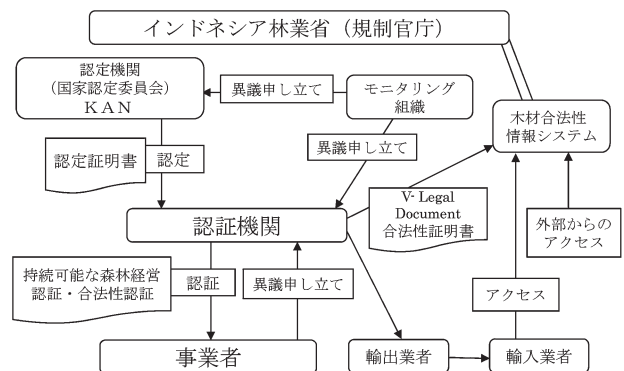 インドネシア林業省（規制官庁）
認定機関
（国家認定委員会）
ＫＡＮ
異議申し立て
モニタリング
組織
木材合法性
情報システム
認定証明書
認定
異議申し立て
認証機関
V- Legal
Document
合法性証明書
外部からの
アクセス
持続可能な森林経営
認証・合法性認証
認証
異議申し立て
アクセス
事業者
輸出業者
輸入業者